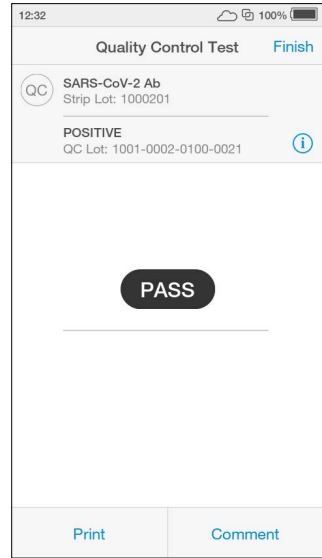 12:32 100%
Quality Control Test Finish
QC
SARS-CoV-2 Ab
Strip Lot: 1000201
POSITIVE
QC Lot: 1001-0002-0100-0021
i
PASS
Print Comment